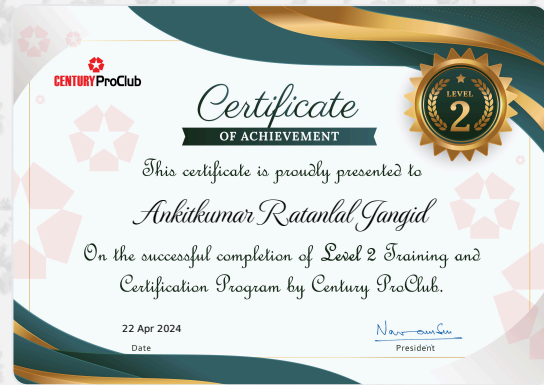 CENTURY ProClub
LEVEL
2
Certificate
OF ACHIEVEMENT
This certificate is proudly presented to
Ankitkumar Ratanlal Jangid
On the successful completion of Level 2 Training and
Certification Program by Century ProClub.
22 Apr 2024
Date
President